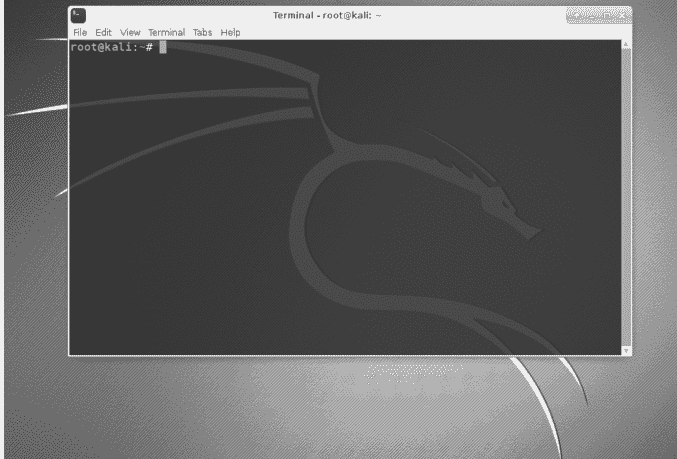 Terminal - root@kali: ~
File Edit View Terminal Tabs Help
root@kali:~#